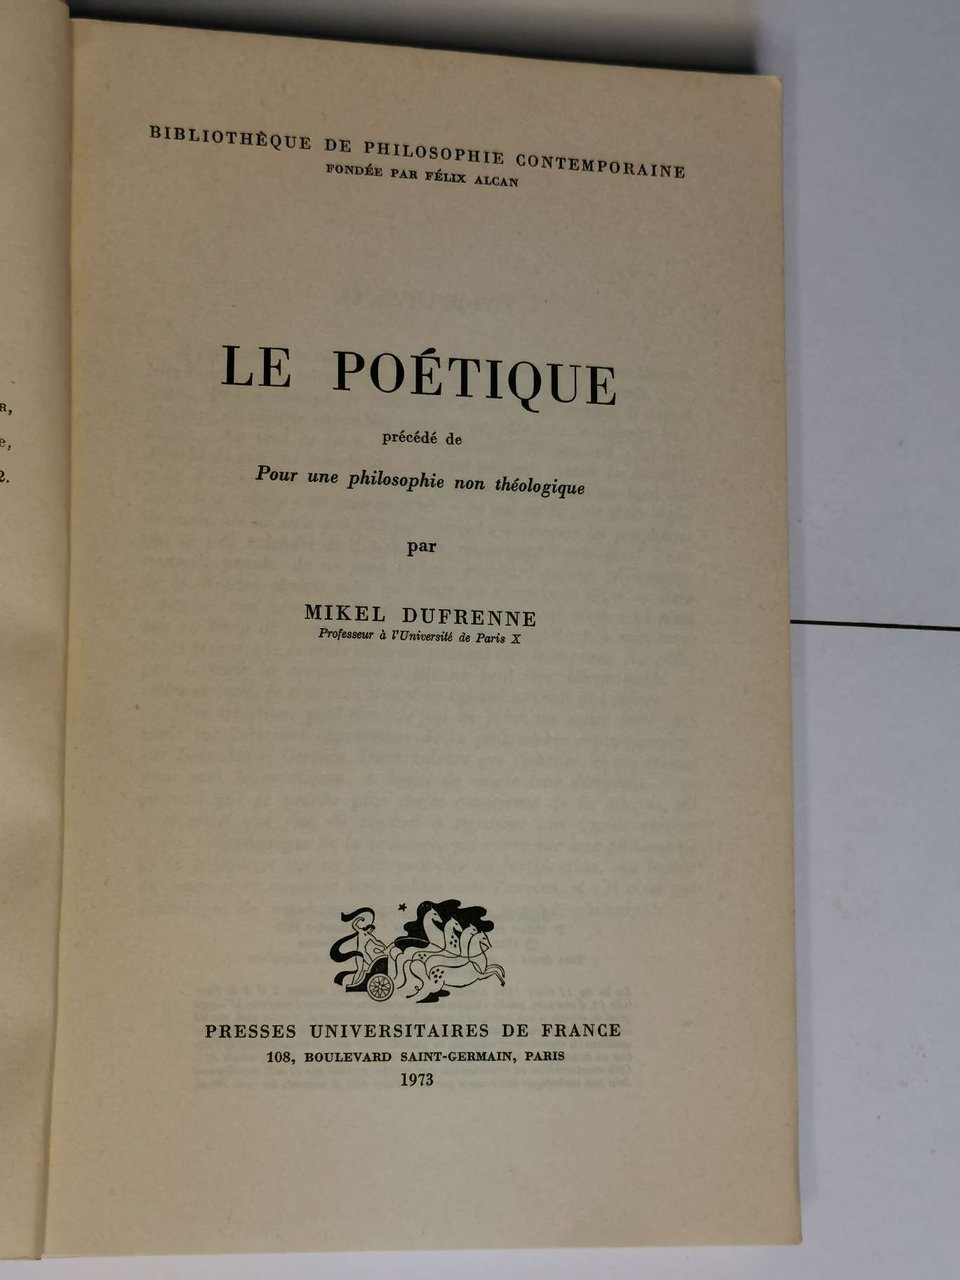 BIBLIOTHÈQUE DE PHILOSOPHIE CONTEMPORAINE
FONDÉE PAR FÉLIX ALCAN
LE POÉTIQUE
précédé de
Pour une philosophie non théologique
par
MIKEL DUFRENNE
Professeur à l'Université de Paris X
PRESSES UNIVERSITAIRES DE FRANCE
108, BOULEVARD SAINT-GERMAIN, PARIS
1973